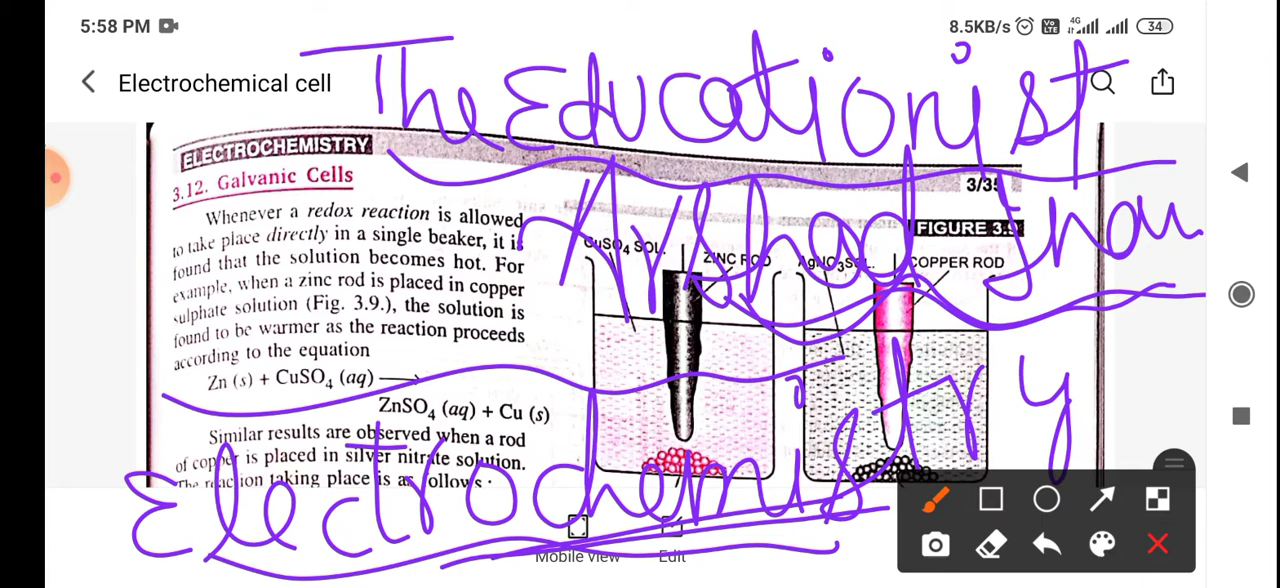 5:58 PM
8.5KB/s VoLTE 4G 34
Electrochemical cell
The Educationist
ELECTROCHEMISTRY
3/35
3.12. Galvanic Cells
Arshad Jrau
Whenever a redox reaction is allowed
to take place directly in a single beaker, it is
found that the solution becomes hot. For
example, when a zinc rod is placed in copper
sulphate solution (Fig. 3.9.), the solution is
found to be warmer as the reaction proceeds
according to the equation
Zn (s) + CuSO4 (aq) ⟶
ZnSO4 (aq) + Cu (s)
Similar results are observed when a rod
of copper is placed in silver nitrate solution.
The reaction taking place is as follows :
FIGURE 3.9
CuSO4 SOL.
ZINC ROD
AgNO3 SOL.
COPPER ROD
Electrochemistry
Mobile view
Edit